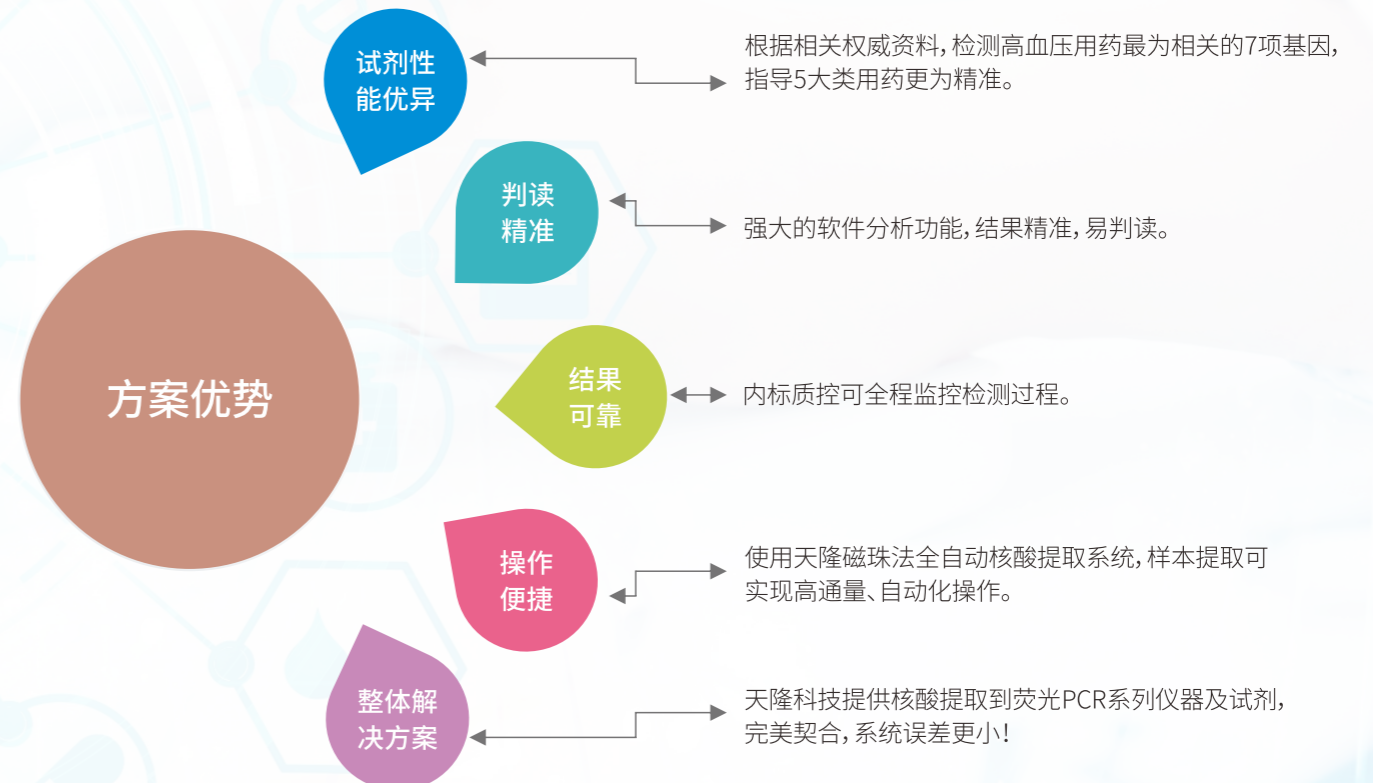 方案优势
试剂性
能优异
根据相关权威资料，检测高血压用药最为相关的7项基因，
指导5大类用药更为精准。
判读
精准
强大的软件分析功能，结果精准，易判读。
结果
可靠
内标质控可全程监控检测过程。
操作
便捷
使用天隆磁珠法全自动核酸提取系统，样本提取可
实现高通量、自动化操作。
整体解
决方案
天隆科技提供核酸提取到荧光PCR系列仪器及试剂，
完美契合，系统误差更小！